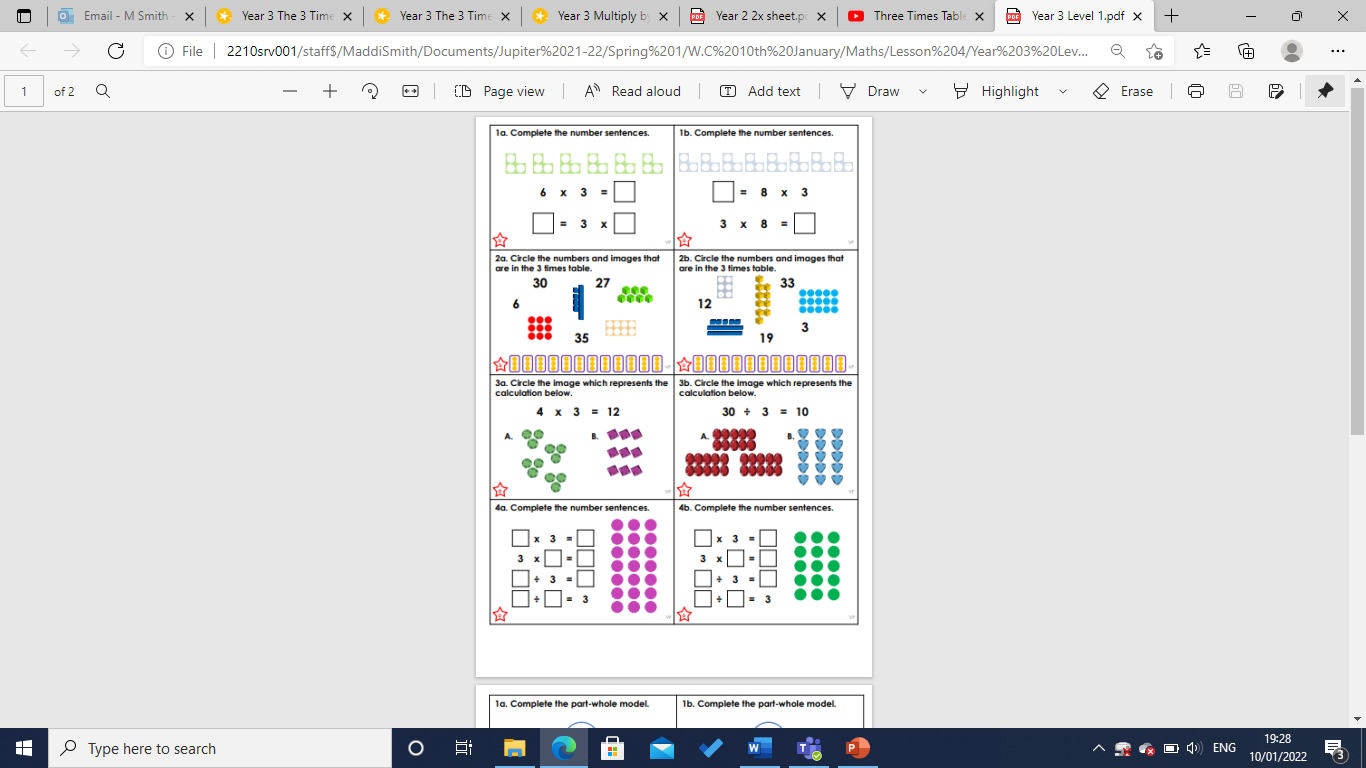 Email - M Smith -
Year 3 The 3 Time
Year 3 The 3 Time
Year 3 Multiply by
Year 2 2x sheet.pd
Three Times Table
Year 3 Level 1.pdf
File 2210srv001/staff$/MaddiSmith/Documents/Jupiter%2021-22/Spring%201/W.C%2010th%20January/Maths/Lesson%204/Year%203%20Lev...
1 of 2
Page view
Read aloud
Add text
Draw
Highlight
Erase
1a. Complete the number sentences.
6 x 3 =
= 3 x
1b. Complete the number sentences.
= 8 x 3
3 x 8 =
2a. Circle the numbers and images that
are in the 3 times table.
30 27
6
35
2b. Circle the numbers and images that
are in the 3 times table.
33
12
3
19
3a. Circle the image which represents the
calculation below.
4 x 3 = 12
A. B.
3b. Circle the image which represents the
calculation below.
30 ÷ 3 = 10
A. B.
4a. Complete the number sentences.
x 3 =
3 x =
÷ 3 =
÷ = 3
4b. Complete the number sentences.
x 3 =
3 x =
÷ 3 =
÷ = 3
1a. Complete the part-whole model.
1b. Complete the part-whole model.
Type here to search
ENG
19:28
10/01/2022
3